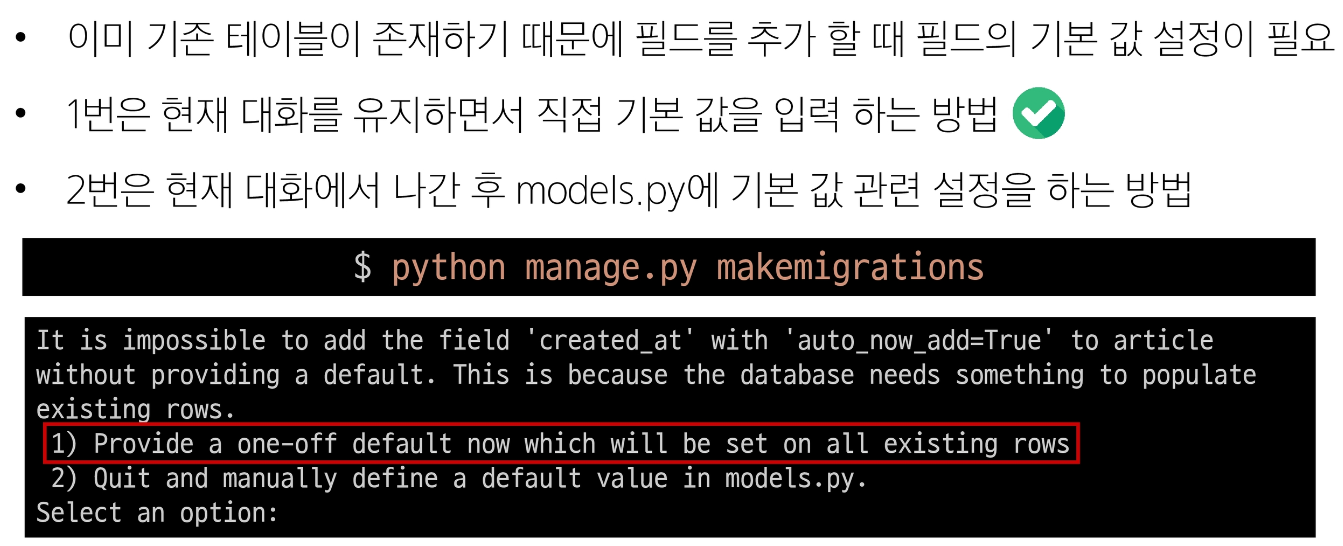 • 이미 기존 테이블이 존재하기 때문에 필드를 추가 할 때 필드의 기본 값 설정이 필요
• 1번은 현재 대화를 유지하면서 직접 기본 값을 입력 하는 방법
• 2번은 현재 대화에서 나간 후 models.py에 기본 값 관련 설정을 하는 방법
$ python manage.py makemigrations
It is impossible to add the field 'created_at' with 'auto_now_add=True' to article
without providing a default. This is because the database needs something to populate
existing rows.
1) Provide a one-off default now which will be set on all existing rows
2) Quit and manually define a default value in models.py.
Select an option: